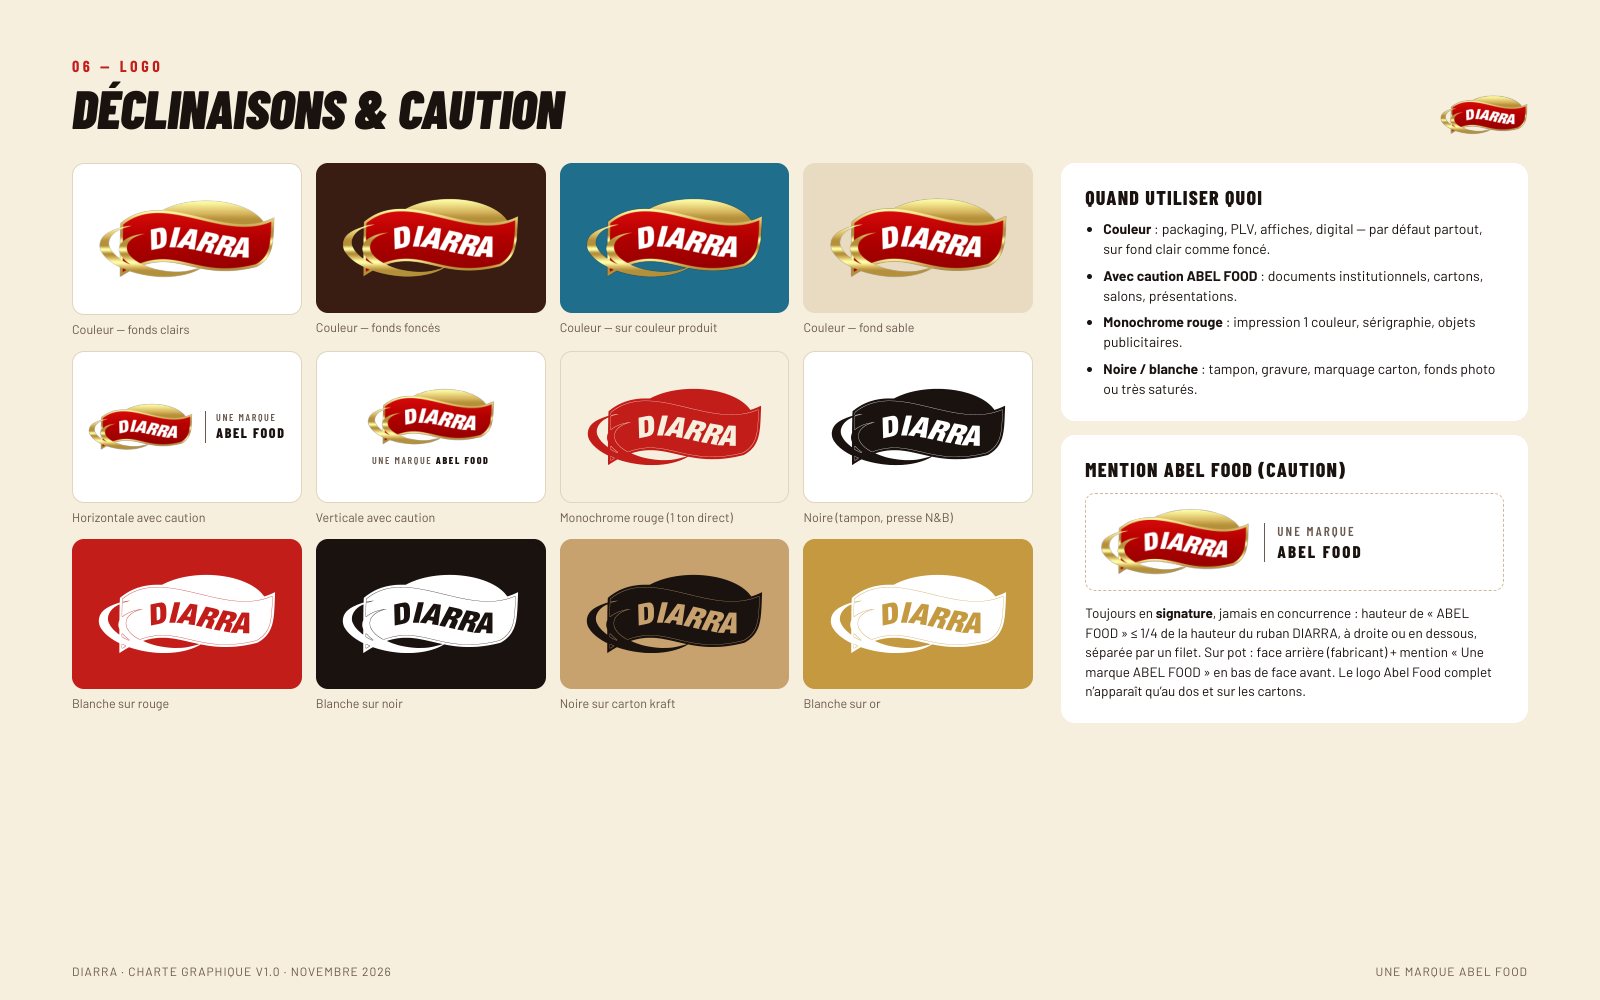 06 — LOGO
DÉCLINAISONS & CAUTION
DIARRA
DIARRA
DIARRA
DIARRA
DIARRA
Couleur — fonds clairs
Couleur — fonds foncés
Couleur — sur couleur produit
Couleur — fond sable
DIARRA
UNE MARQUE
ABEL FOOD
DIARRA
UNE MARQUE ABEL FOOD
DIARRA
DIARRA
Horizontale avec caution
Verticale avec caution
Monochrome rouge (1 ton direct)
Noire (tampon, presse N&B)
DIARRA
DIARRA
DIARRA
DIARRA
Blanche sur rouge
Blanche sur noir
Noire sur carton kraft
Blanche sur or
QUAND UTILISER QUOI
• Couleur : packaging, PLV, affiches, digital — par défaut partout,
sur fond clair comme foncé.
• Avec caution ABEL FOOD : documents institutionnels, cartons,
salons, présentations.
• Monochrome rouge : impression 1 couleur, sérigraphie, objets
publicitaires.
• Noire / blanche : tampon, gravure, marquage carton, fonds photo
ou très saturés.
MENTION ABEL FOOD (CAUTION)
DIARRA
UNE MARQUE
ABEL FOOD
Toujours en signature, jamais en concurrence : hauteur de « ABEL
FOOD » ≤ 1/4 de la hauteur du ruban DIARRA, à droite ou en dessous,
séparée par un filet. Sur pot : face arrière (fabricant) + mention « Une
marque ABEL FOOD » en bas de face avant. Le logo Abel Food complet
n'apparaît qu'au dos et sur les cartons.
DIARRA · CHARTE GRAPHIQUE V1.0 · NOVEMBRE 2026
UNE MARQUE ABEL FOOD